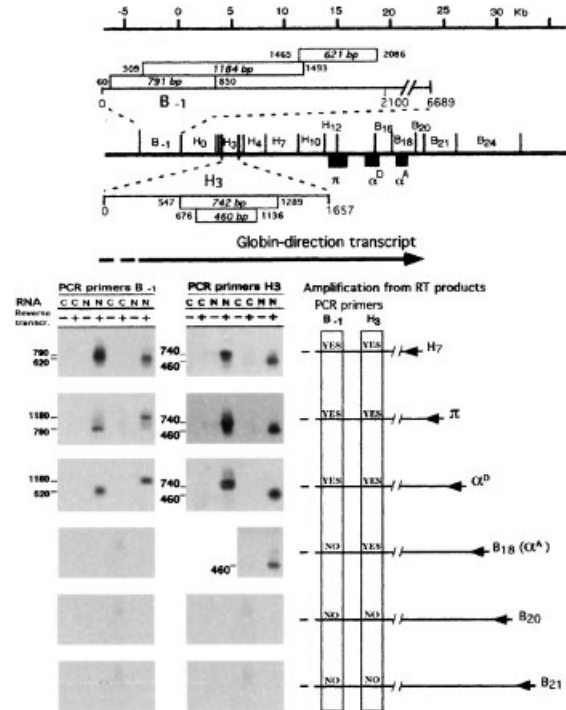 -5 0 5 10 15 20 25 30 Kb
1465 621 bp 2086
309 1184 bp 1493
60 791 bp 850
0 B -1 2100 6689
H12 B16 B20
B -1 H0 H3 H4 H7 H10 B18 B21 B24
π αD αA
H3
0 547 742 bp 1289 1657
676 460 bp 1136
Globin-direction transcript
PCR primers B -1 PCR primers H3 Amplification from RT products
RNA C C N N C C N N C C N N C C N N PCR primers
Reverse transcr. - + - + - + - + - + - + - + - + B -1 H3
790 620 740 460 YES YES H7
1180 790 740 460 YES YES π
1180 620 740 460 YES YES αD
460 NO YES B18 (αA)
NO NO B20
NO NO B21